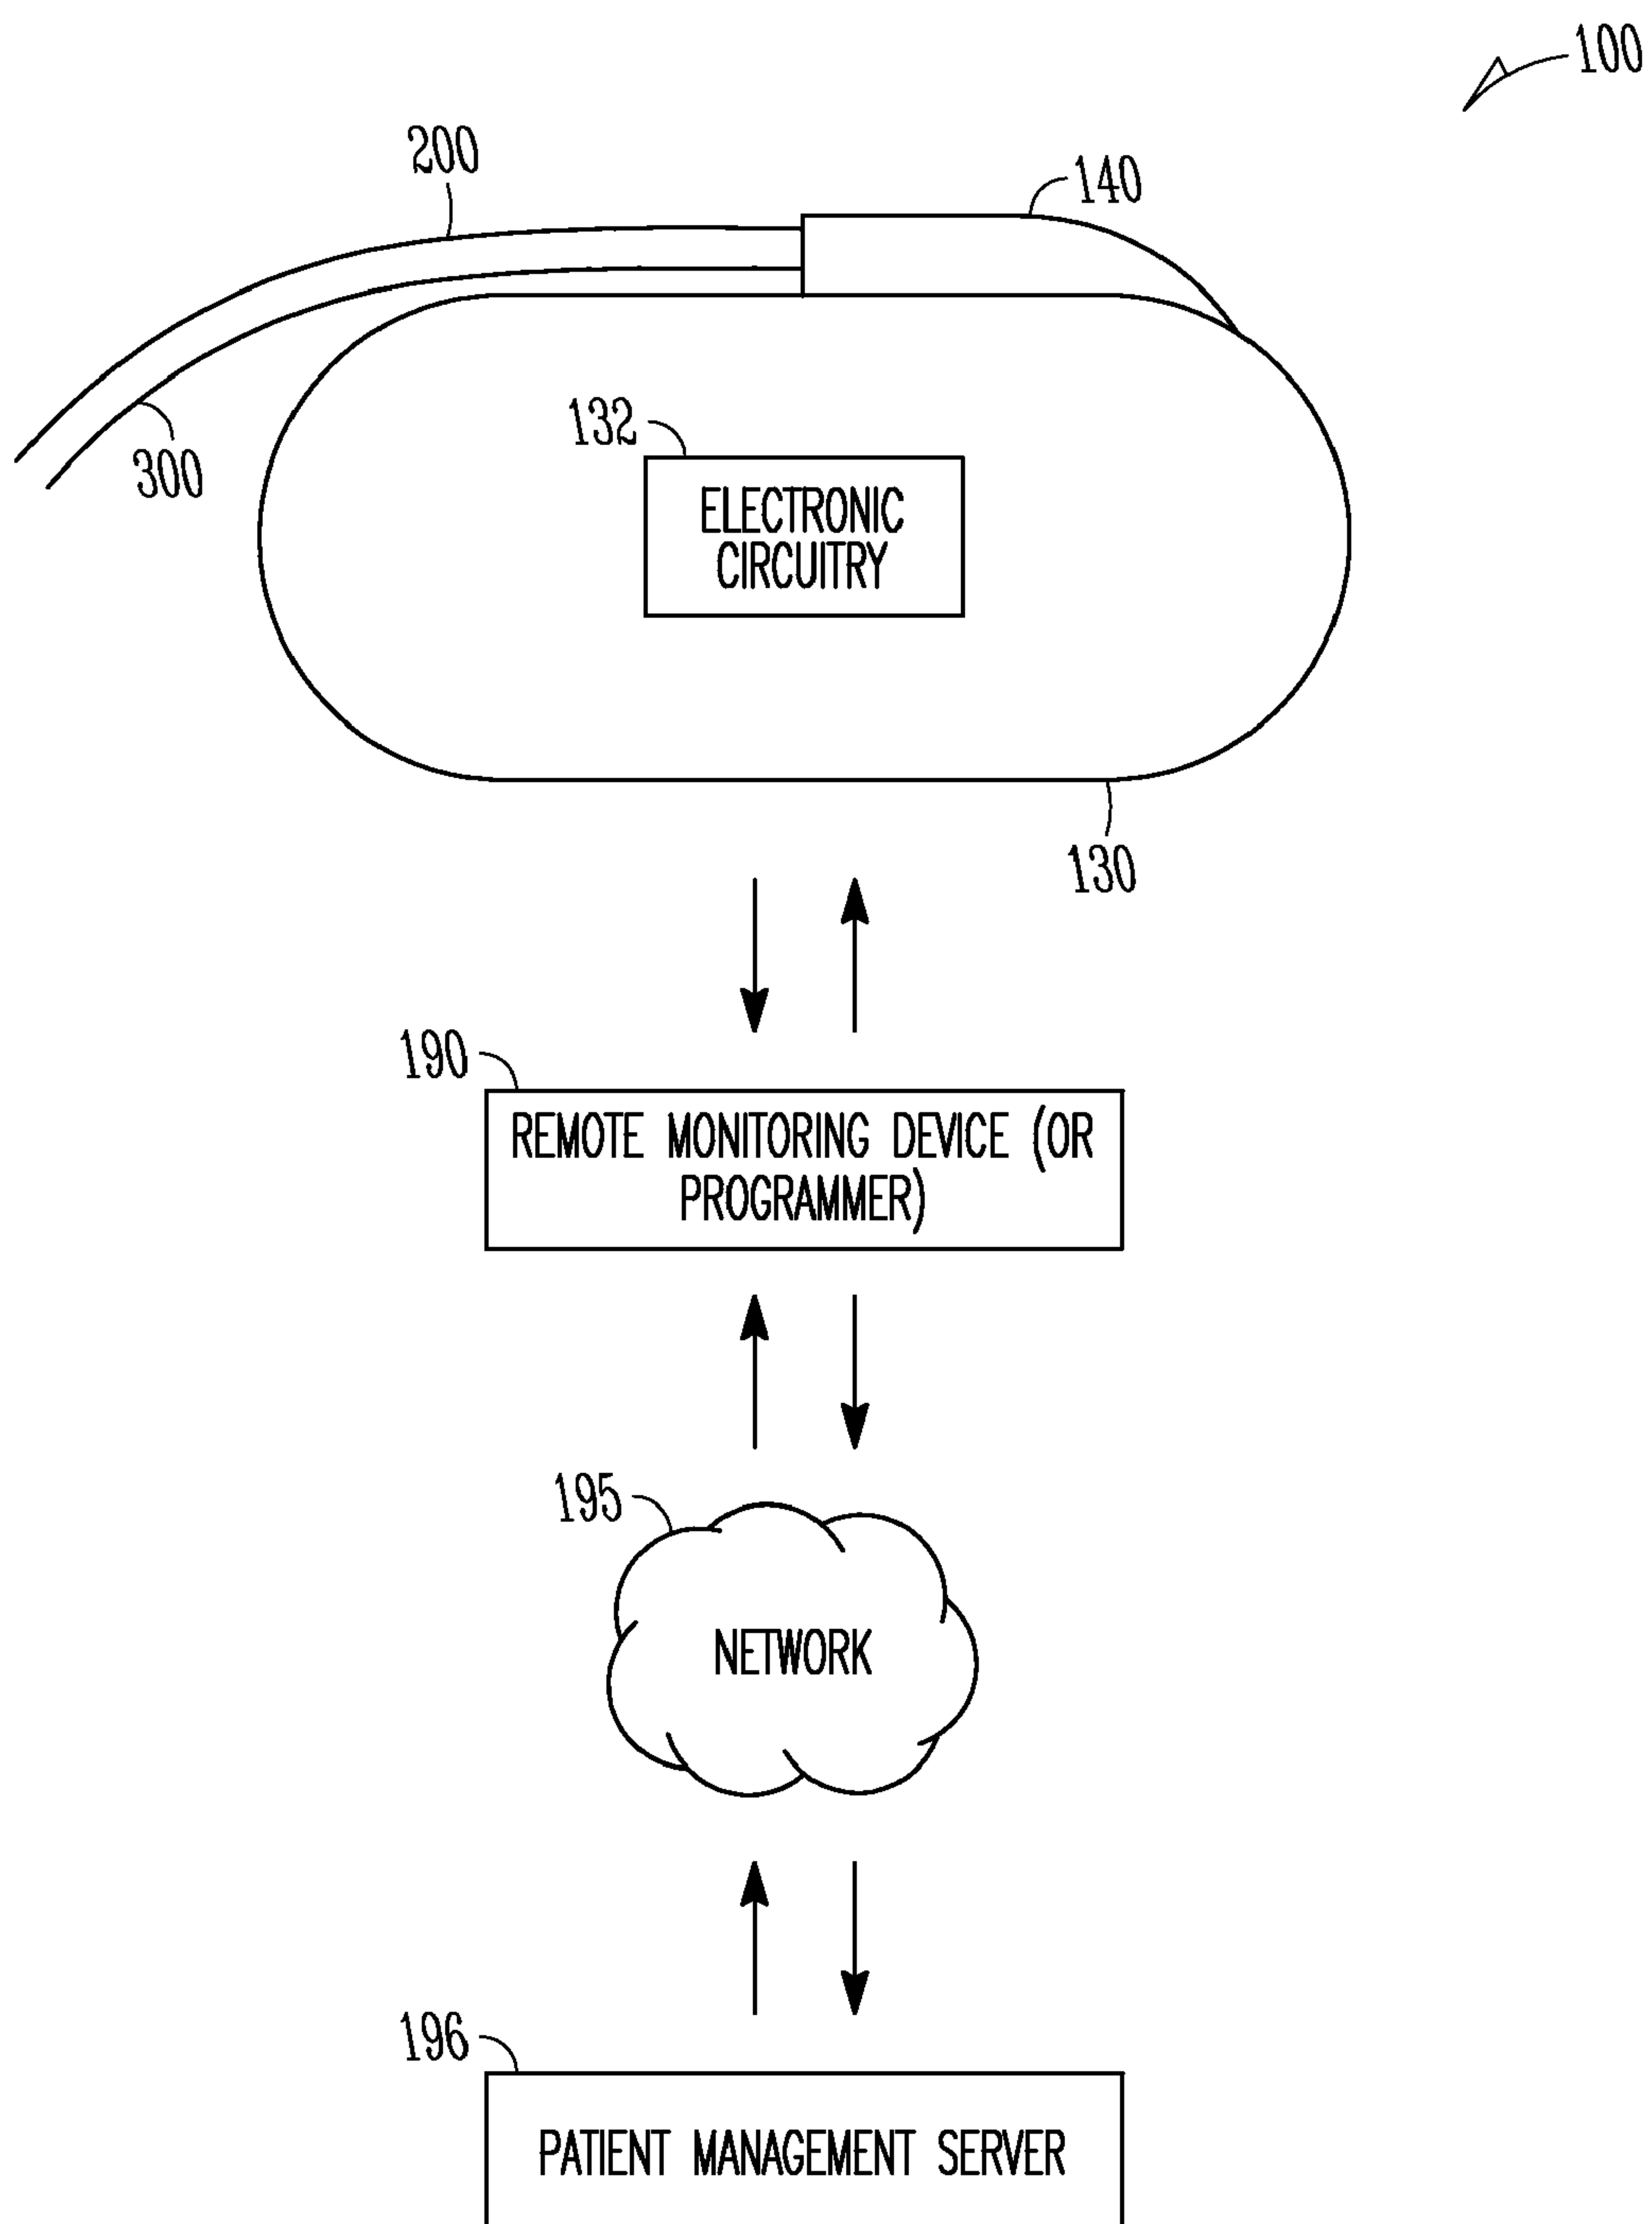 100
200
140
132
300
ELECTRONIC
CIRCUITRY
130
190
REMOTE MONITORING DEVICE (OR
PROGRAMMER)
195
NETWORK
196
PATIENT MANAGEMENT SERVER